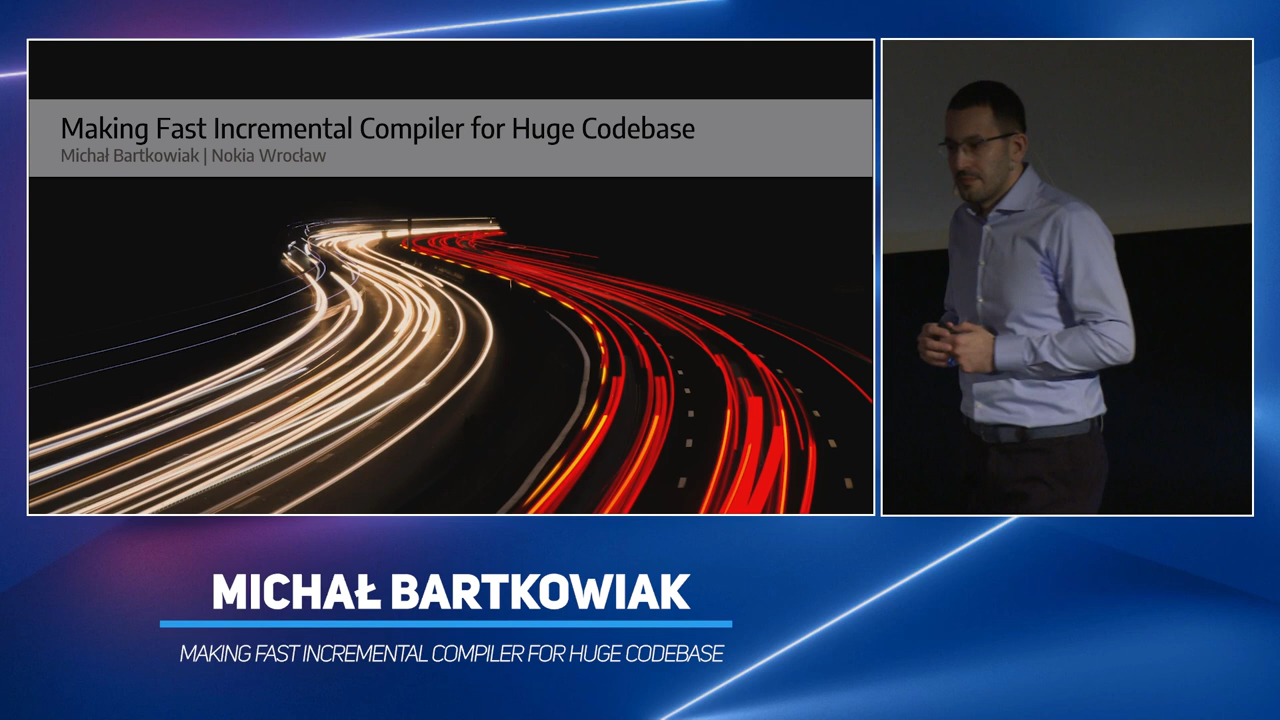 Making Fast Incremental Compiler for Huge Codebase
Michał Bartkowiak | Nokia Wrocław
MICHAŁ BARTKOWIAK
MAKING FAST INCREMENTAL COMPILER FOR HUGE CODEBASE